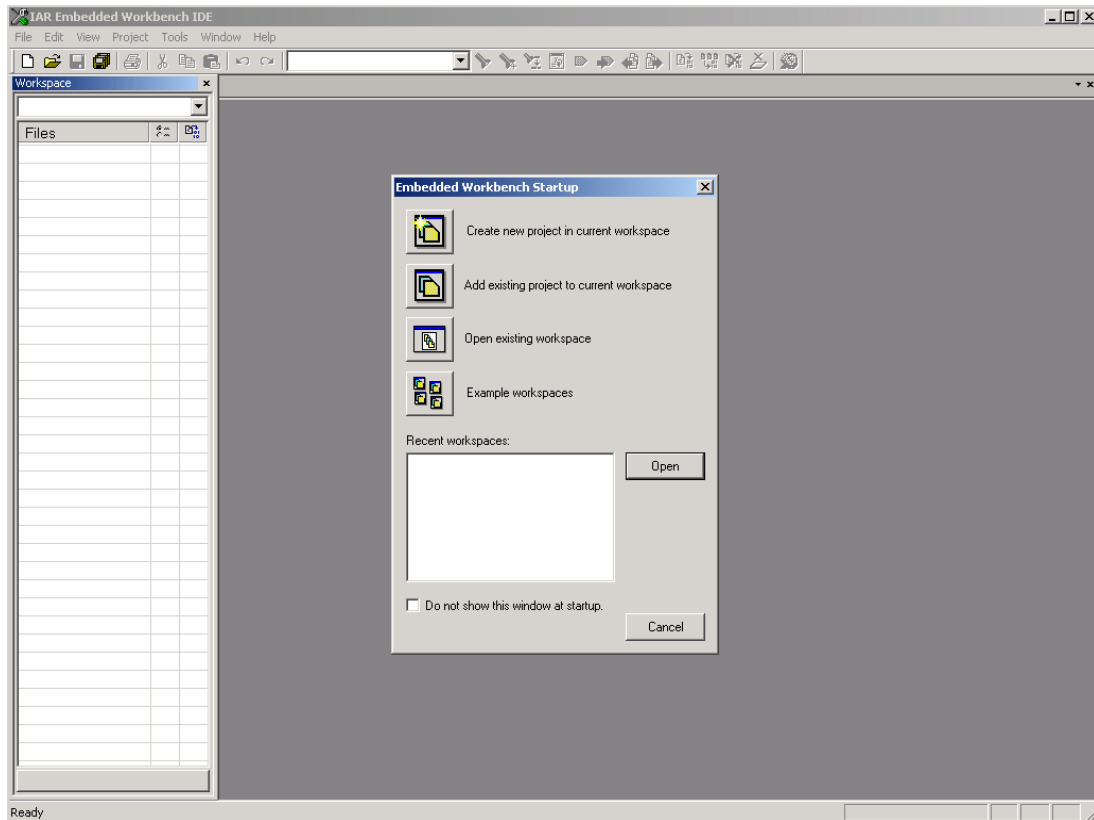 IAR Embedded Workbench IDE
File Edit View Project Tools Window Help
Workspace
Files
Embedded Workbench Startup
Create new project in current workspace
Add existing project to current workspace
Open existing workspace
Example workspaces
Recent workspaces:
Open
Do not show this window at startup.
Cancel
Ready